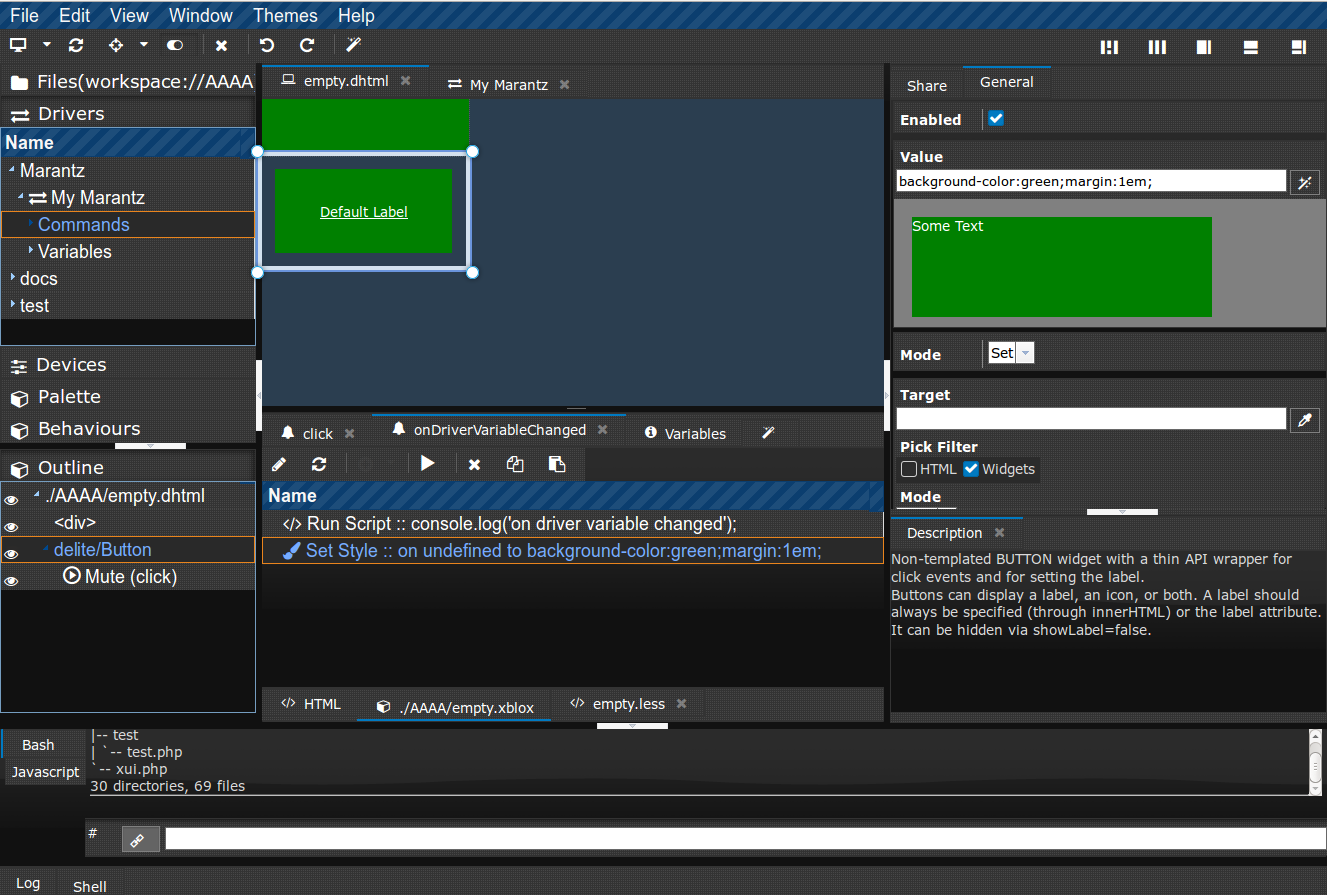 File Edit View Window Themes Help
Files(workspace://AAAA
Drivers
Name
Marantz
My Marantz
Commands
Variables
docs
test
Devices
Palette
Behaviours
Outline
./AAAA/empty.dhtml
<div>
delite/Button
Mute (click)
empty.dhtml
My Marantz
Default Label
click
onDriverVariableChanged
Variables
Name
</> Run Script :: console.log('on driver variable changed');
Set Style :: on undefined to background-color:green;margin:1em;
</> HTML
./AAAA/empty.xblox
</> empty.less
Share
General
Enabled
Value
background-color:green;margin:1em;
Some Text
Mode
Set
Target
Pick Filter
HTML
Widgets
Mode
Description
Non-templated BUTTON widget with a thin API wrapper for
click events and for setting the label.
Buttons can display a label, an icon, or both. A label should
always be specified (through innerHTML) or the label attribute.
It can be hidden via showLabel=false.
Bash
Javascript
|-- test
| `-- test.php
`-- xui.php
30 directories, 69 files
#
Log
Shell